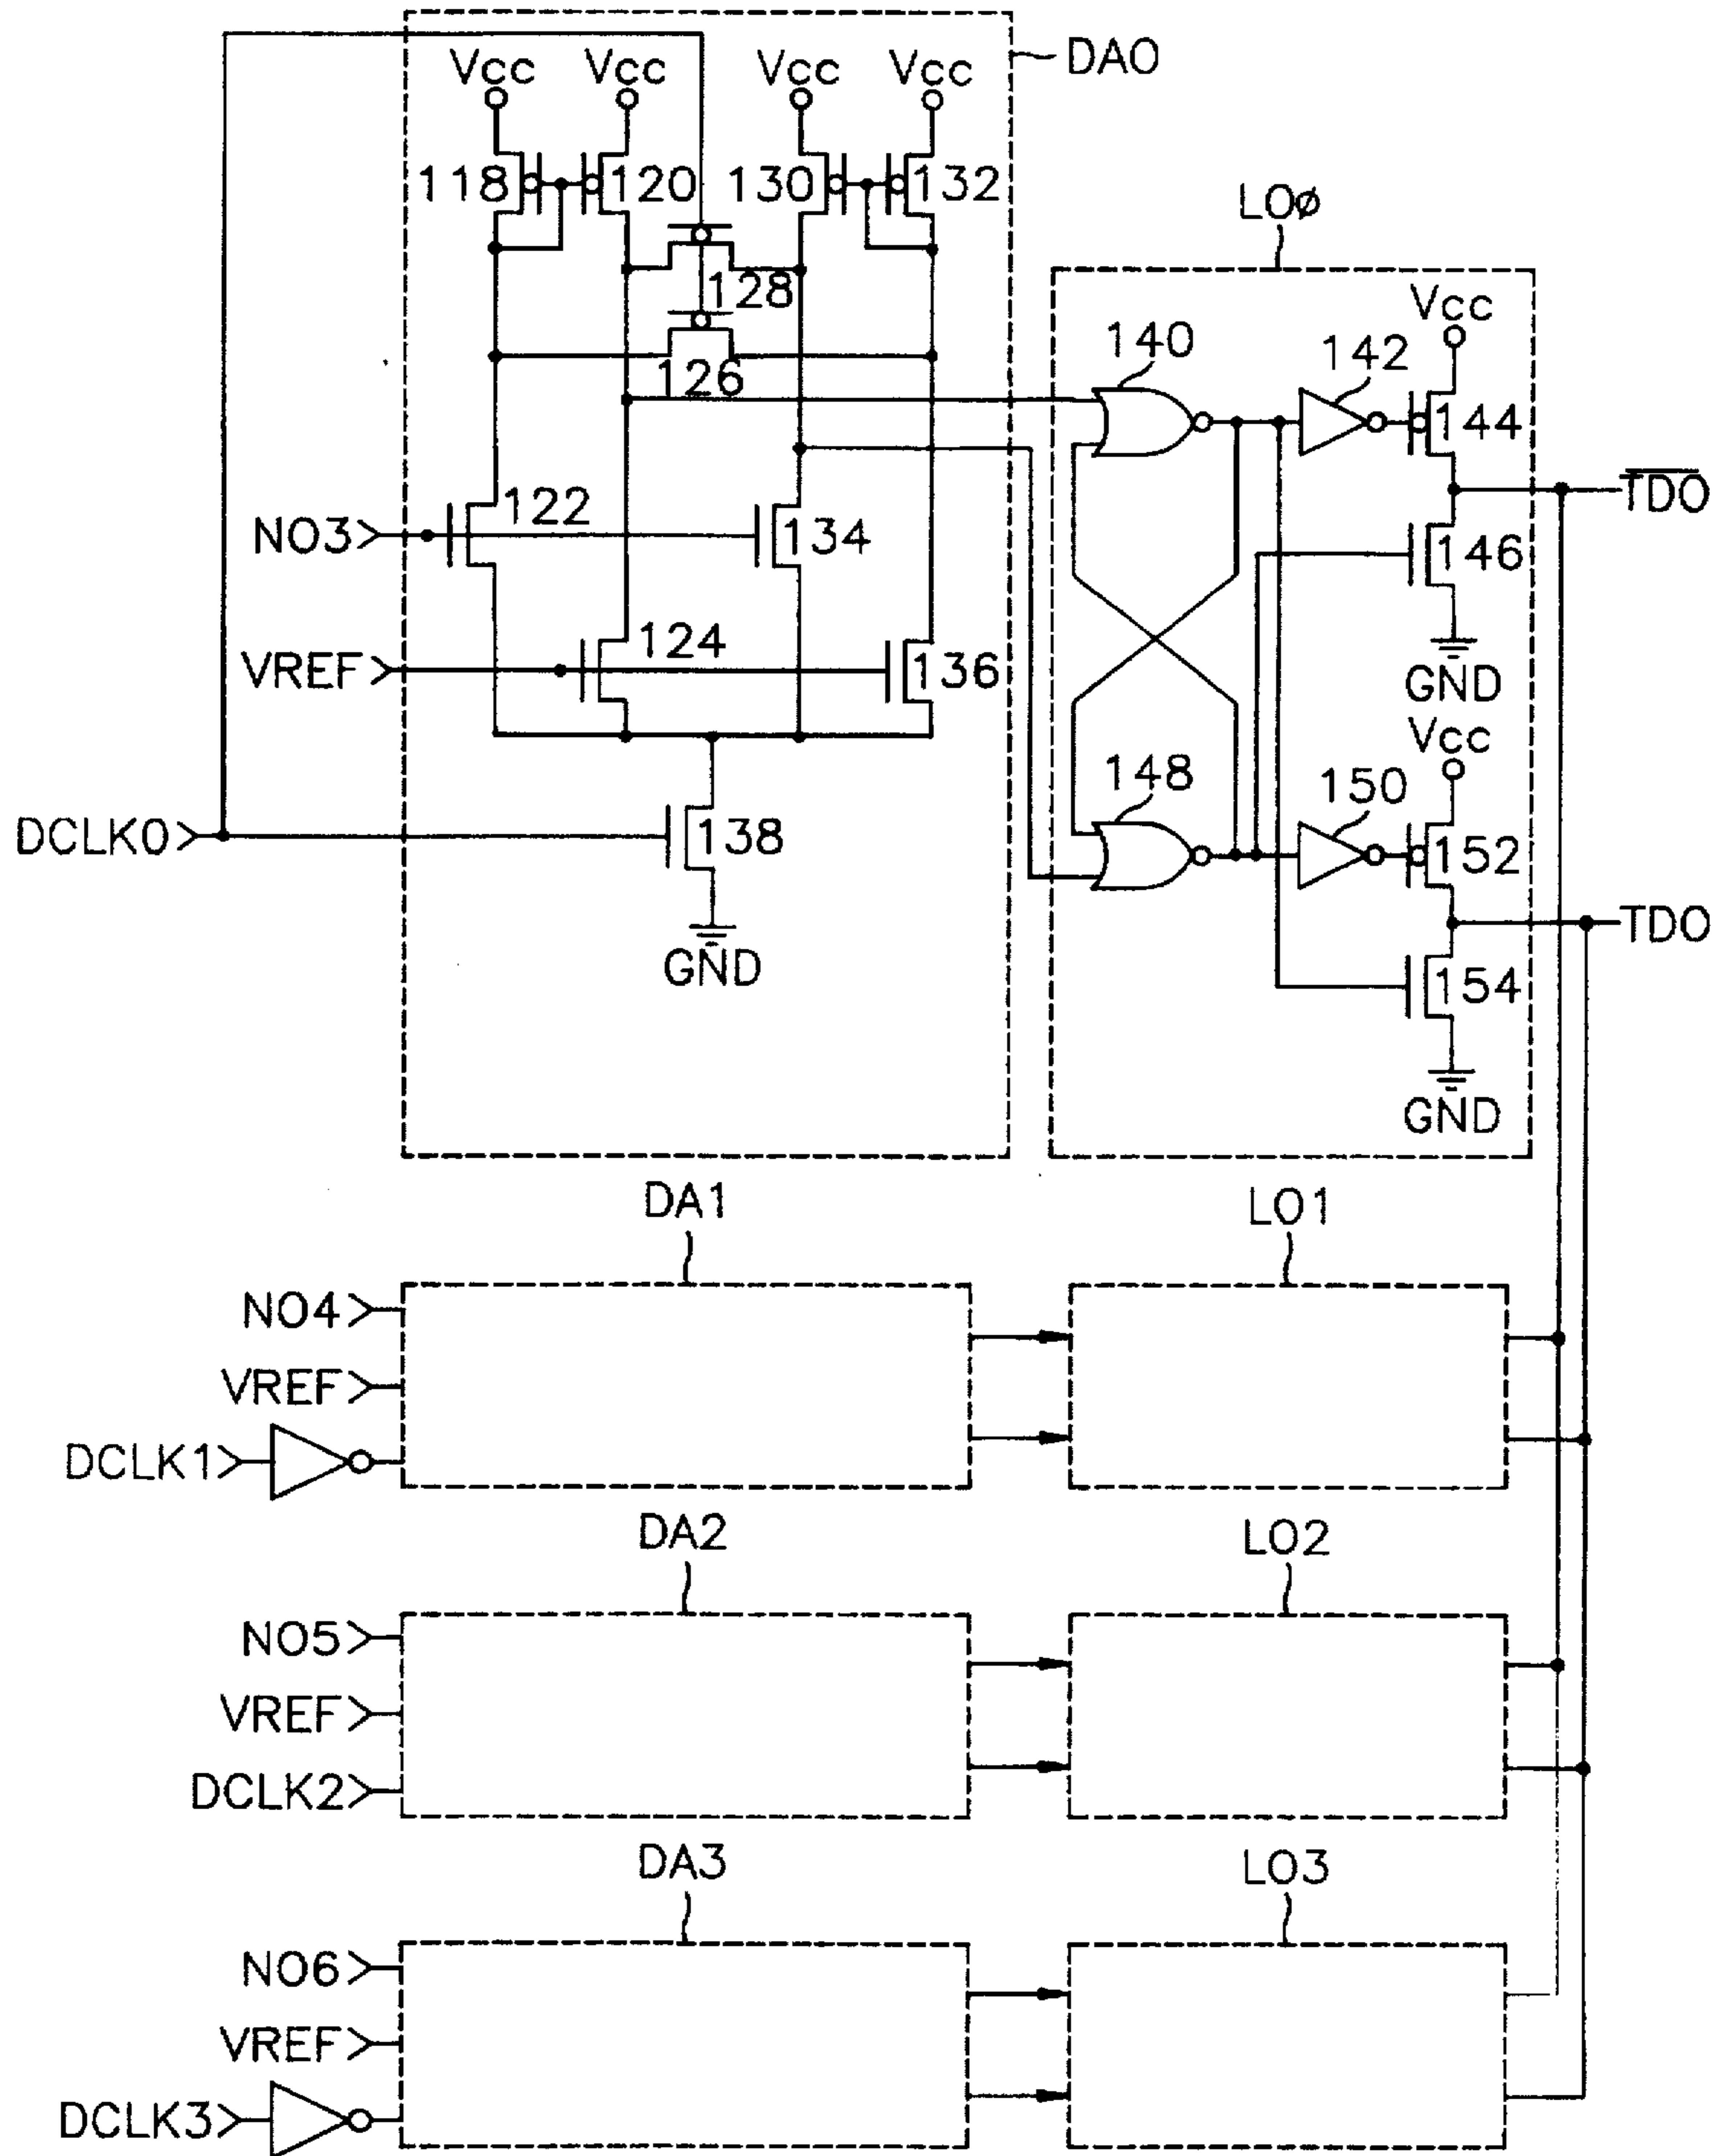 DA0
Vcc Vcc Vcc Vcc
118 120 130 132
LOø
128
Vcc
126
140 142
144
NO3 122 134
TDO
146
124
VREF 136
GND
Vcc
148 150
DCLK0 138 152
TDO
GND
154
GND
DA1 LO1
NO4
VREF
DCLK1
DA2 LO2
NO5
VREF
DCLK2
DA3 LO3
NO6
VREF
DCLK3